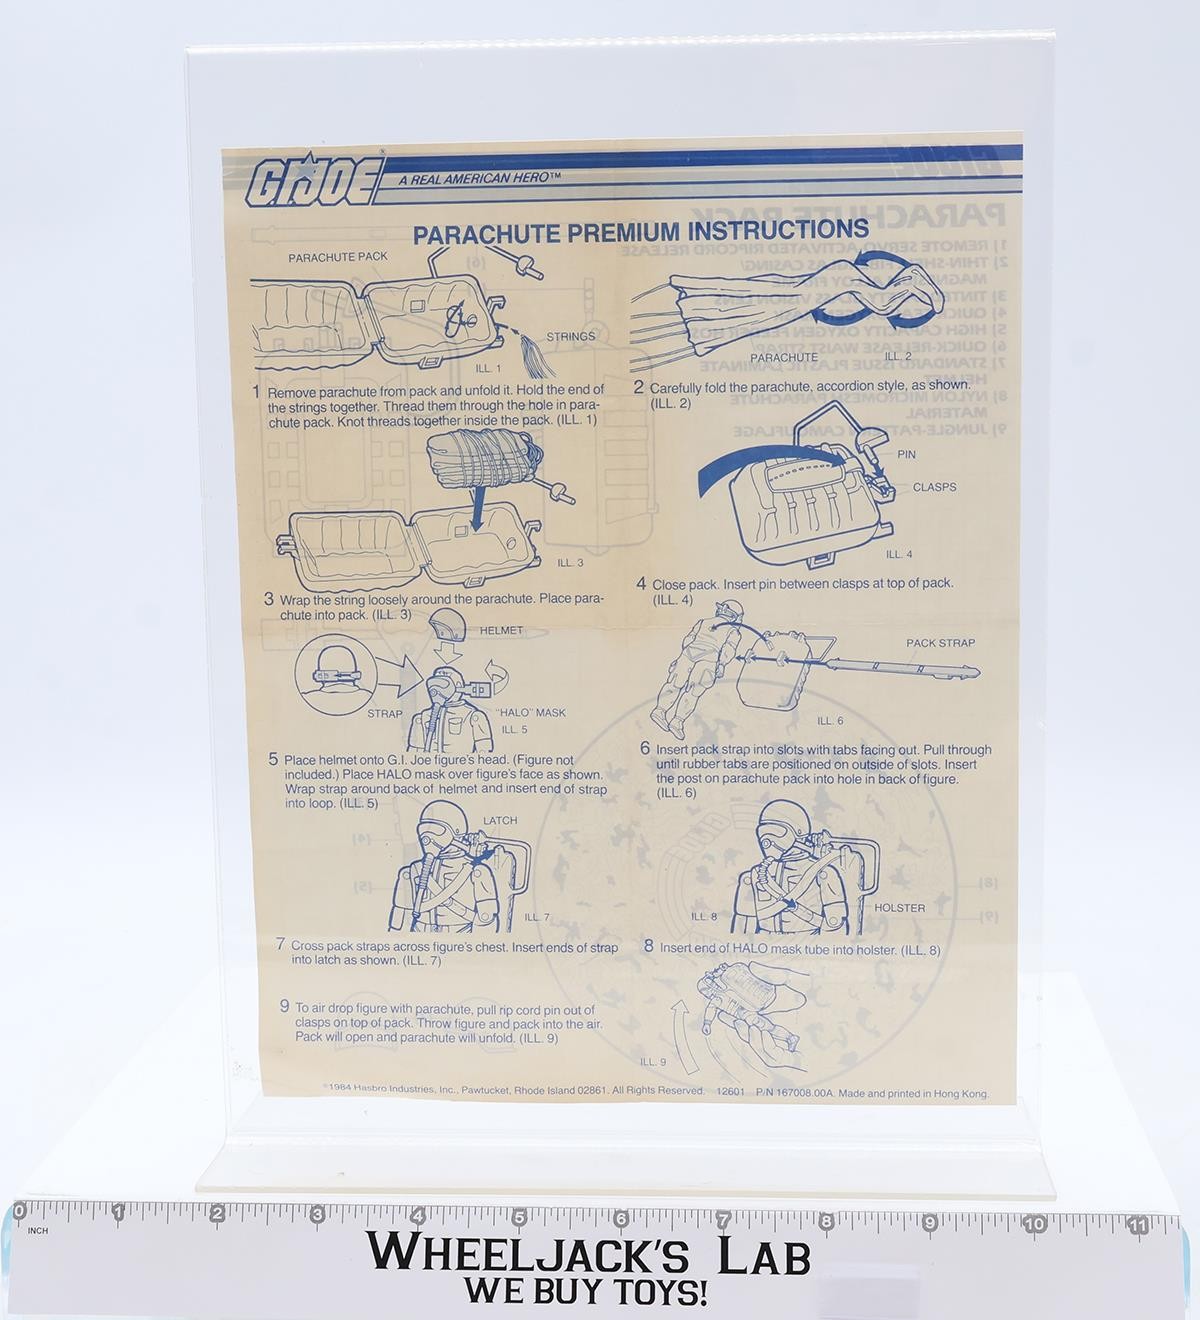 GI JOE®
A REAL AMERICAN HERO™
PARACHUTE PREMIUM INSTRUCTIONS
PARACHUTE PACK
STRINGS
ILL. 1
1 Remove parachute from pack and unfold it. Hold the end of
the strings together. Thread them through the hole in para-
chute pack. Knot threads together inside the pack. (ILL. 1)
PARACHUTE
ILL. 2
2 Carefully fold the parachute, accordion style, as shown.
(ILL. 2)
ILL. 3
3 Wrap the string loosely around the parachute. Place para-
chute into pack. (ILL. 3)
PIN
CLASPS
ILL. 4
4 Close pack. Insert pin between clasps at top of pack.
(ILL. 4)
HELMET
STRAP
"HALO" MASK
ILL. 5
5 Place helmet onto G.I. Joe figure's head. (Figure not
included.) Place HALO mask over figure's face as shown.
Wrap strap around back of helmet and insert end of strap
into loop. (ILL. 5)
PACK STRAP
ILL. 6
6 Insert pack strap into slots with tabs facing out. Pull through
until rubber tabs are positioned on outside of slots. Insert
the post on parachute pack into hole in back of figure.
(ILL. 6)
LATCH
ILL. 7
7 Cross pack straps across figure's chest. Insert ends of strap
into latch as shown. (ILL. 7)
HOLSTER
ILL. 8
8 Insert end of HALO mask tube into holster. (ILL. 8)
9 To air drop figure with parachute, pull rip cord pin out of
clasps on top of pack. Throw figure and pack into the air.
Pack will open and parachute will unfold. (ILL. 9)
ILL. 9
©1984 Hasbro Industries, Inc., Pawtucket, Rhode Island 02861. All Rights Reserved. 12601 P/N 167008.00A. Made and printed in Hong Kong.
0 1 2 3 4 5 6 7 8 9 10 11
INCH
WHEELJACK'S LAB
WE BUY TOYS!